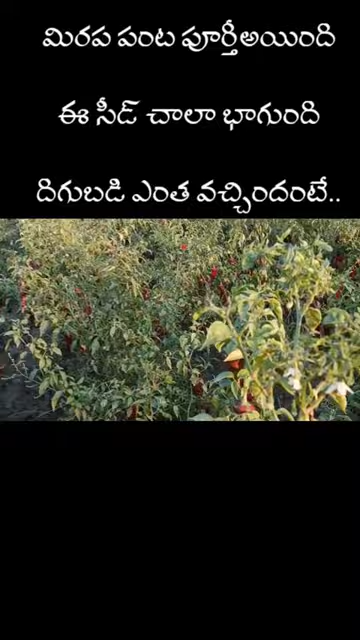 మిరప పంట పూర్తీఅయింది
ఈ సీడ్ చాలా భాగుంది
దిగుబడి ఎంత వచ్చిందంటే..